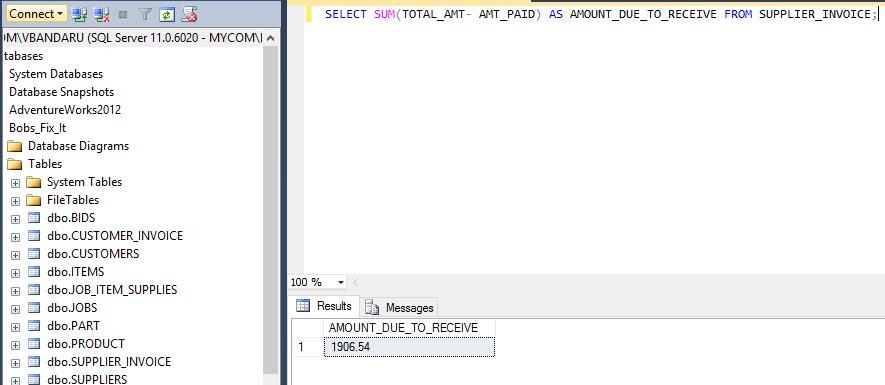 Connect
OM\VBANDARU (SQL Server 11.0.6020 - MYCOM\
tabases
System Databases
Database Snapshots
AdventureWorks2012
Bobs_Fix_It
Database Diagrams
Tables
System Tables
FileTables
dbo.BIDS
dbo.CUSTOMER_INVOICE
dbo.CUSTOMERS
dbo.ITEMS
dbo.JOB_ITEM_SUPPLIES
dbo.JOBS
dbo.PART
dbo.PRODUCT
dbo.SUPPLIER_INVOICE
dbo.SUPPLIERS
SELECT SUM(TOTAL_AMT- AMT_PAID) AS AMOUNT_DUE_TO_RECEIVE FROM SUPPLIER_INVOICE;
100 %
Results Messages
AMOUNT_DUE_TO_RECEIVE
1 1906.54